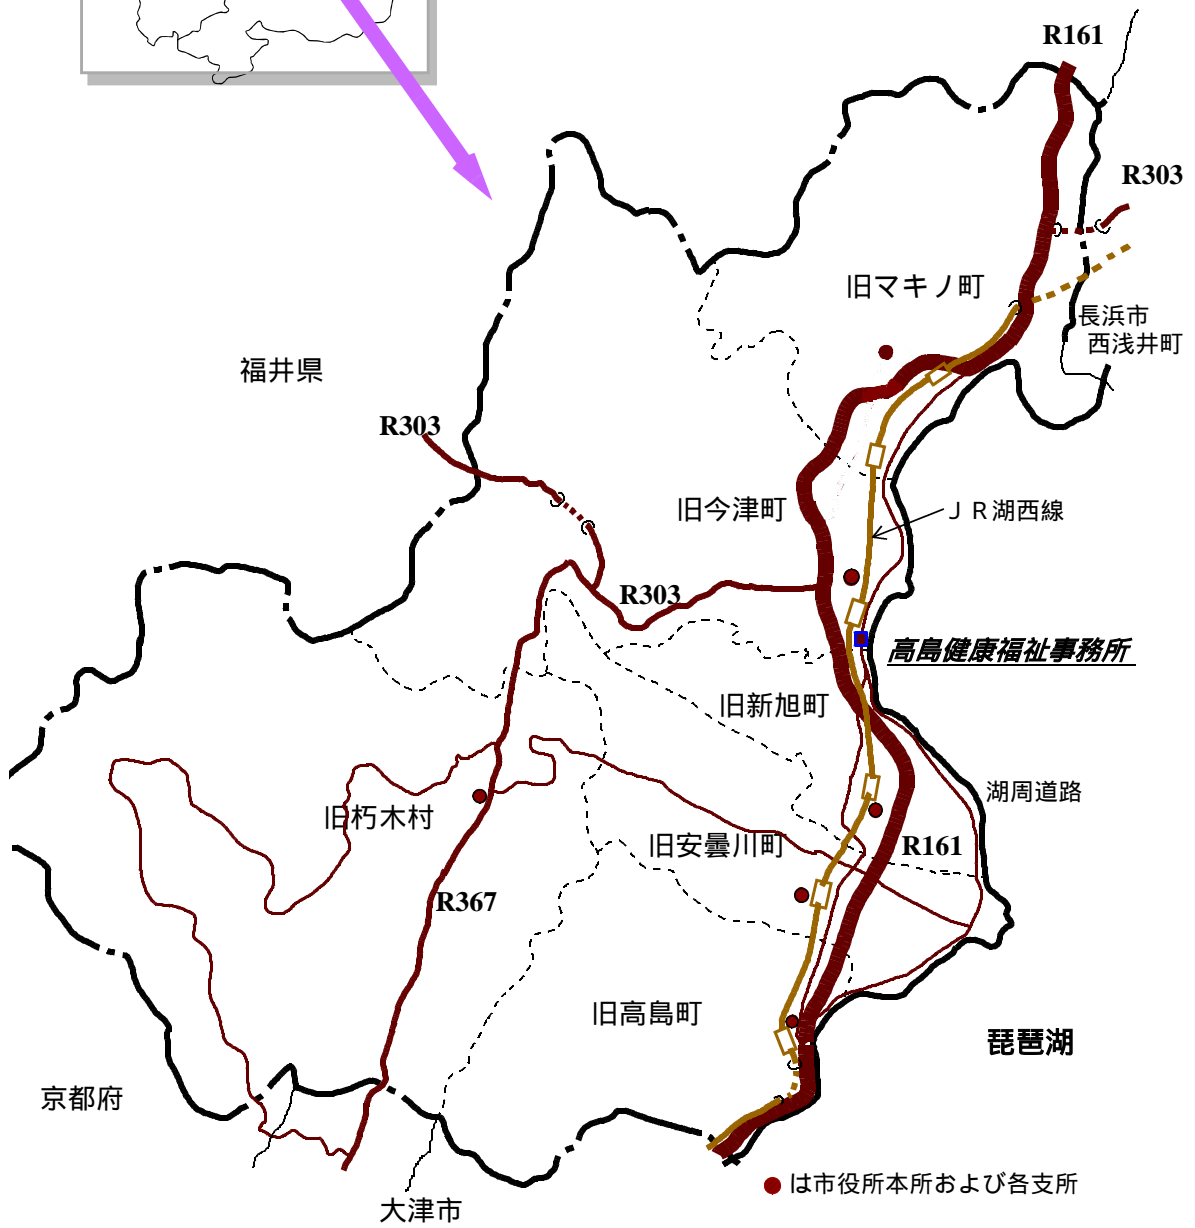 R161
R303
旧マキノ町
長浜市
西浅井町
福井県
R303
旧今津町
JR湖西線
R303
高島健康福祉事務所
旧新旭町
湖周道路
旧朽木村
旧安曇川町
R161
R367
旧高島町
琵琶湖
京都府
は市役所本所および各支所
大津市